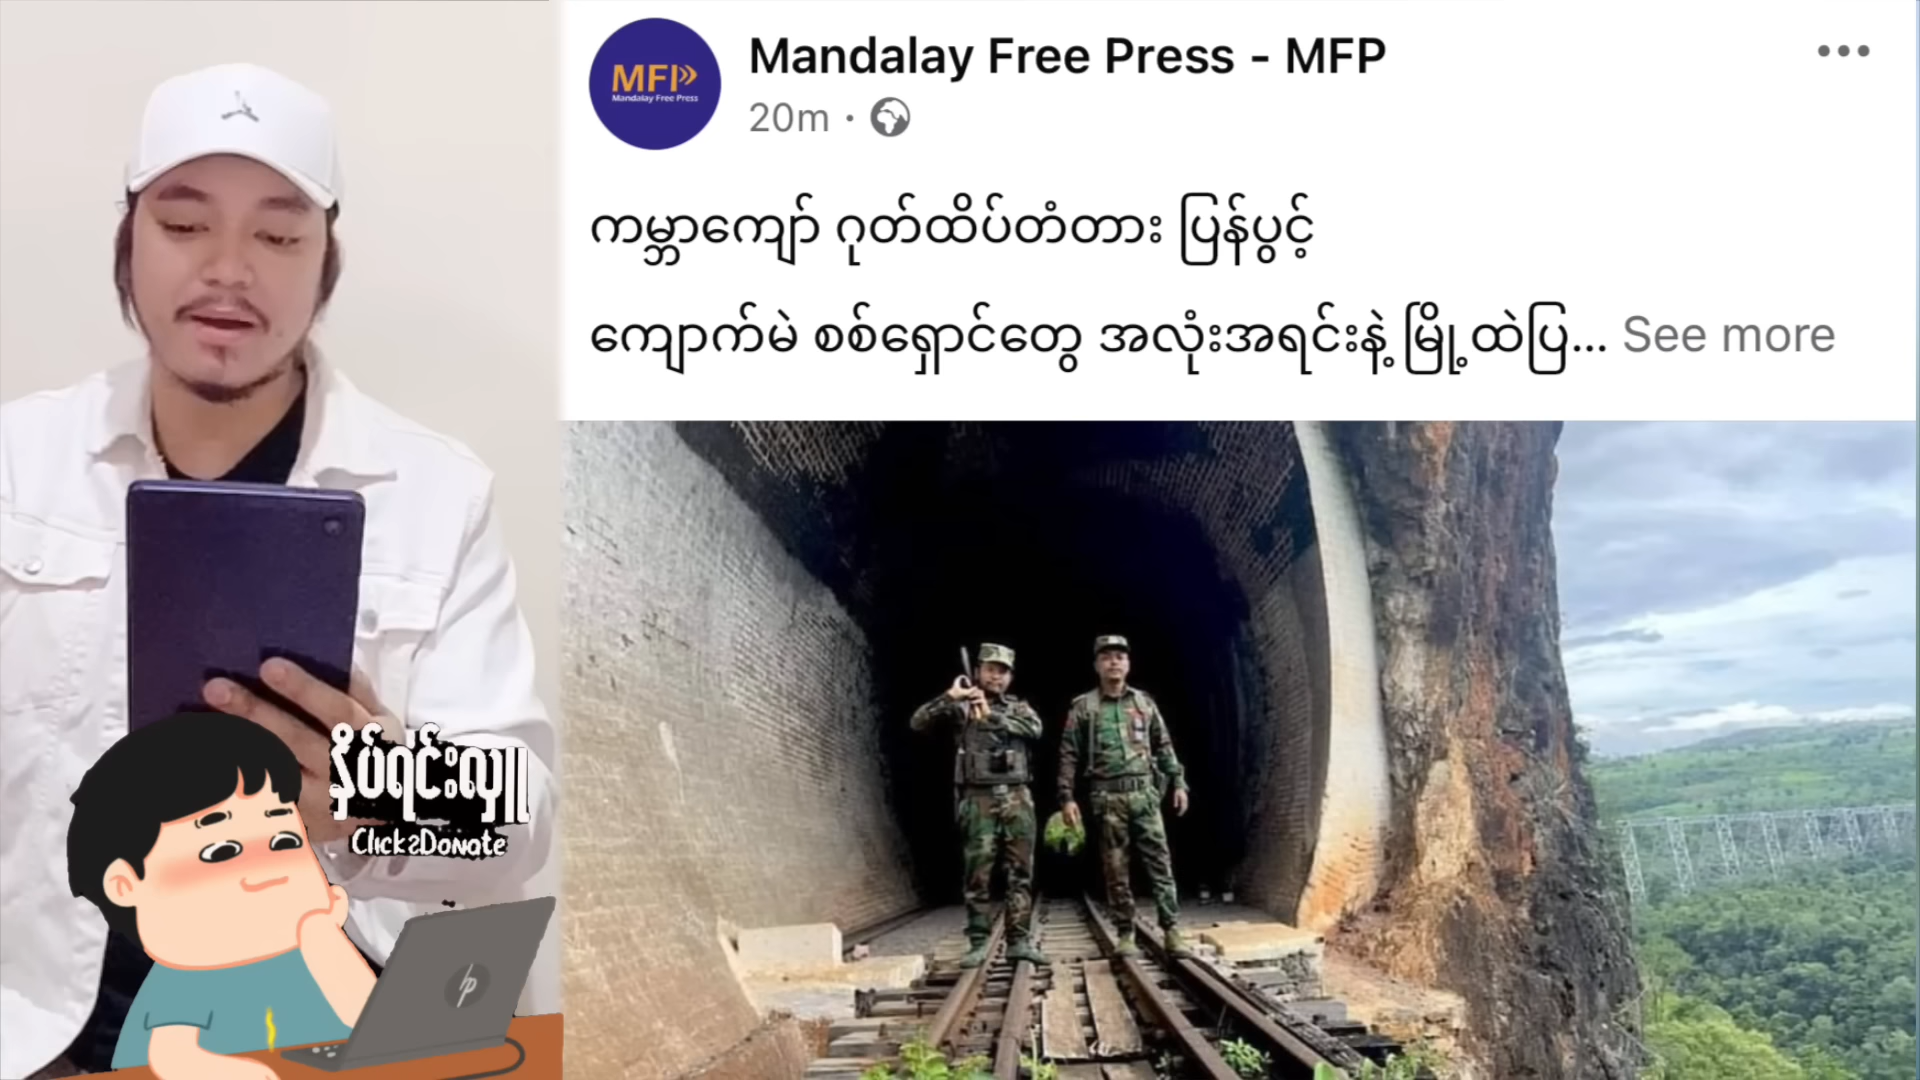 MFP
Mandalay Free Press
Mandalay Free Press - MFP
20m ·
ကမ္ဘာကျော် ဂုတ်ထိပ်တံတား ပြန်ပွင့်
ကျောက်မဲ စစ်ရှောင်တွေ အလုံးအရင်းနဲ့ မြို့ထဲပြ... See more
နှိပ်ရင်းလှူ
Click2Donate
hp